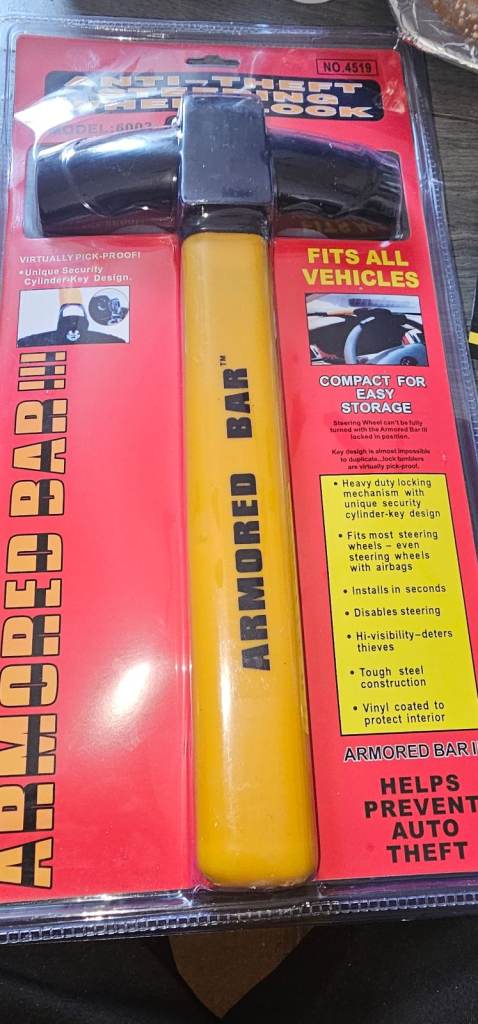 NO.4519
ANTI-THEFT
STEERING
WHEEL LOCK
MODEL:6003
VIRTUALLY PICK-PROOF!
•Unique Security
Cylinder-Key Design.
ARMORED BAR III
ARMORED BAR™
FITS ALL
VEHICLES
COMPACT FOR
EASY
STORAGE
Steering Wheel can't be fully
turned with the Armored Bar III
locked in position.
Key design is almost impossible
to duplicate...lock tumblers
are virtually pick-proof.
• Heavy duty locking
mechanism with
unique security
cylinder-key design
• Fits most steering
wheels – even
steering wheels
with airbags
• Installs in seconds
• Disables steering
• Hi-visibility–deters
thieves
• Tough steel
construction
• Vinyl coated to
protect interior
ARMORED BAR II
HELPS
PREVENT
AUTO
THEFT